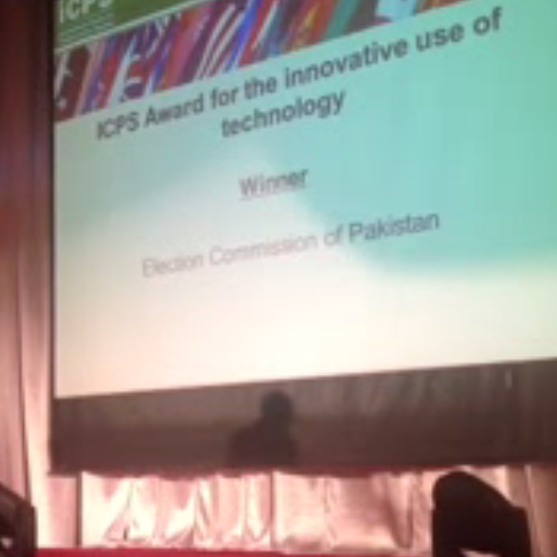 ICPS
ICPS Award for the innovative use of
technology
Winner
Election Commission of Pakistan